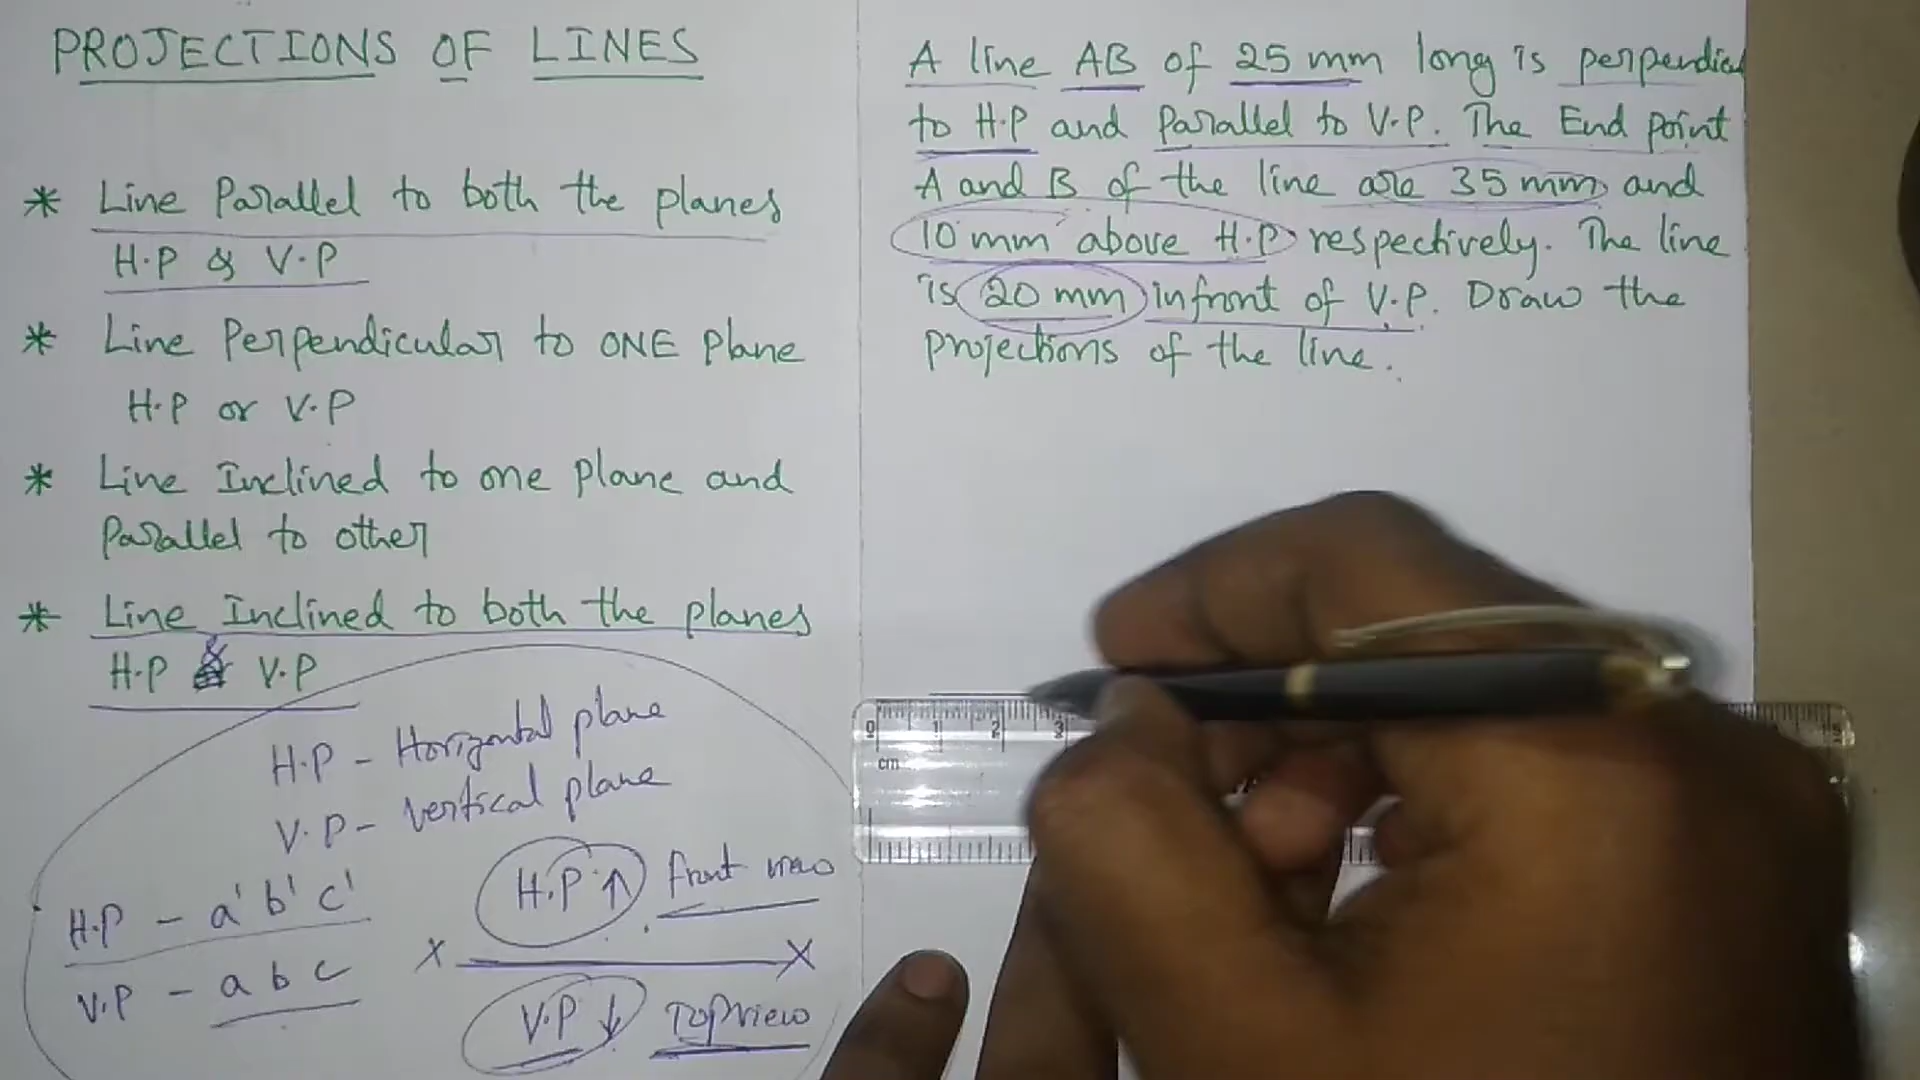 PROJECTIONS OF LINES
* Line Parallel to both the planes
H.P & V.P
* Line Perpendicular to ONE Plane
H.P or V.P
* Line Inclined to one plane and
Parallel to other
* Line Inclined to both the planes
H.P & V.P
H.P - Horizontal plane
V.P - vertical plane
H.P - a' b' c'
V.P - a b c
H.P ↑ front view
X X
V.P ↓ Topview
A line AB of 25 mm long is perpendicul
to H.P and Parallel to V.P. The End point
A and B of the line are 35 mm and
10 mm above H.P respectively. The line
is 20 mm infront of V.P. Draw the
projections of the line.
0 1 2 3
cm